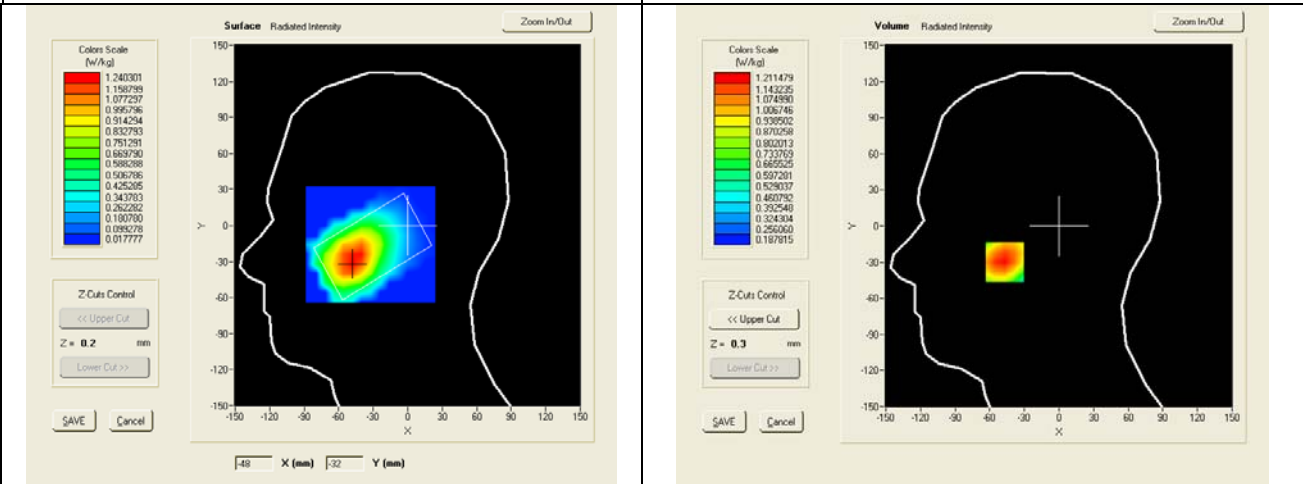 Surface Radiated Intensity
Zoom In/Out
Colors Scale
(W/kg)
1.240301
1.158799
1.077297
0.995796
0.914294
0.832793
0.751291
0.669790
0.588288
0.506786
0.425285
0.343783
0.262282
0.180780
0.099278
0.017777
Z-Cuts Control
<< Upper Cut
Z = 0.2 mm
Lower Cut >>
SAVE Cancel
150
120
90
60
30
0
-30
-60
-90
-120
-150
Y
-150 -120 -90 -60 -30 0 30 60 90 120 150
X
-48 X (mm) -32 Y (mm)
Volume Radiated Intensity
Zoom In/Out
Colors Scale
(W/kg)
1.211479
1.143235
1.074990
1.006746
0.938502
0.870258
0.802013
0.733769
0.665525
0.597281
0.529037
0.460792
0.392548
0.324304
0.256060
0.187815
Z-Cuts Control
<< Upper Cut
Z = 0.3 mm
Lower Cut >>
SAVE Cancel
150
120
90
60
30
0
-30
-60
-90
-120
-150
Y
-150 -120 -90 -60 -30 0 30 60 90 120 150
X